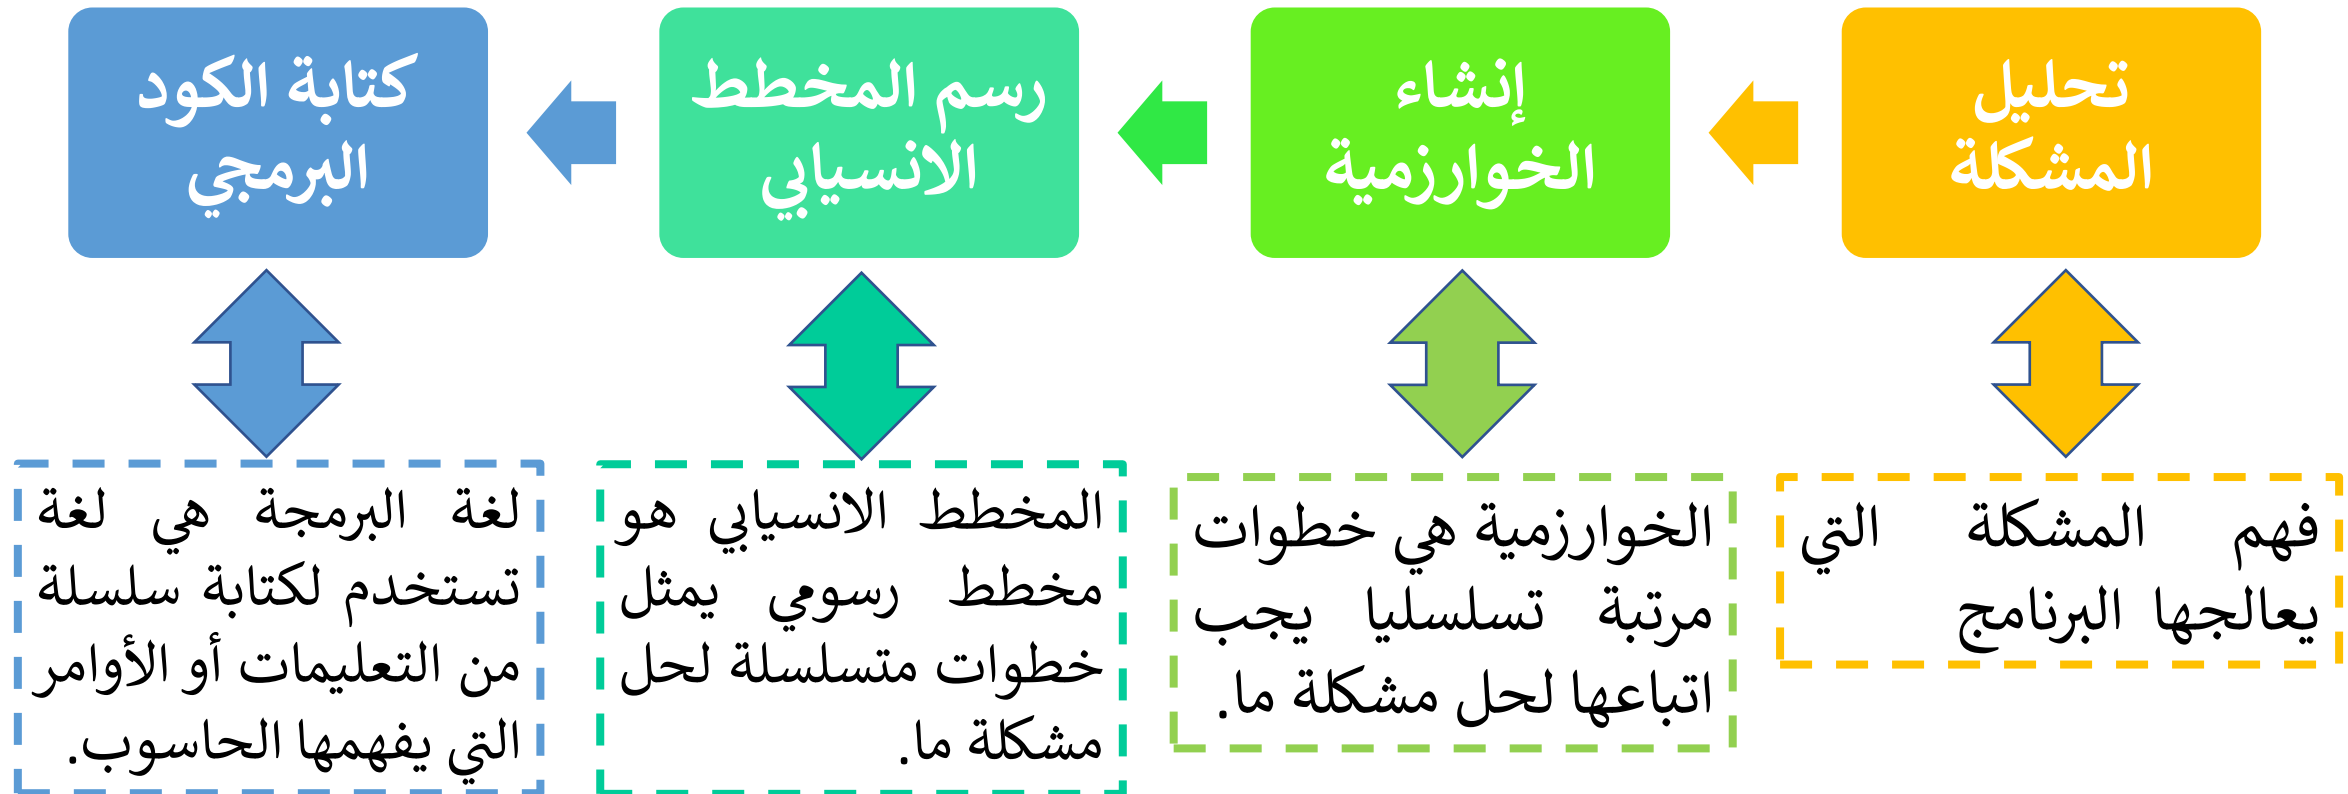 تحليل
المشكلة
إنشاء
الخوارزمية
رسم المخطط
الانسيابي
كتابة الكود
البرمجي
فهم المشكلة التي
يعالجها البرنامج
الخوارزمية هي خطوات
مرتبة تسلسليا يجب
اتباعها لحل مشكلة ما.
المخطط الانسيابي هو
مخطط رسومي يمثل
خطوات متسلسلة لحل
مشكلة ما.
لغة البرمجة هي لغة
تستخدم لكتابة سلسلة
من التعليمات أو الأوامر
التي يفهمها الحاسوب.